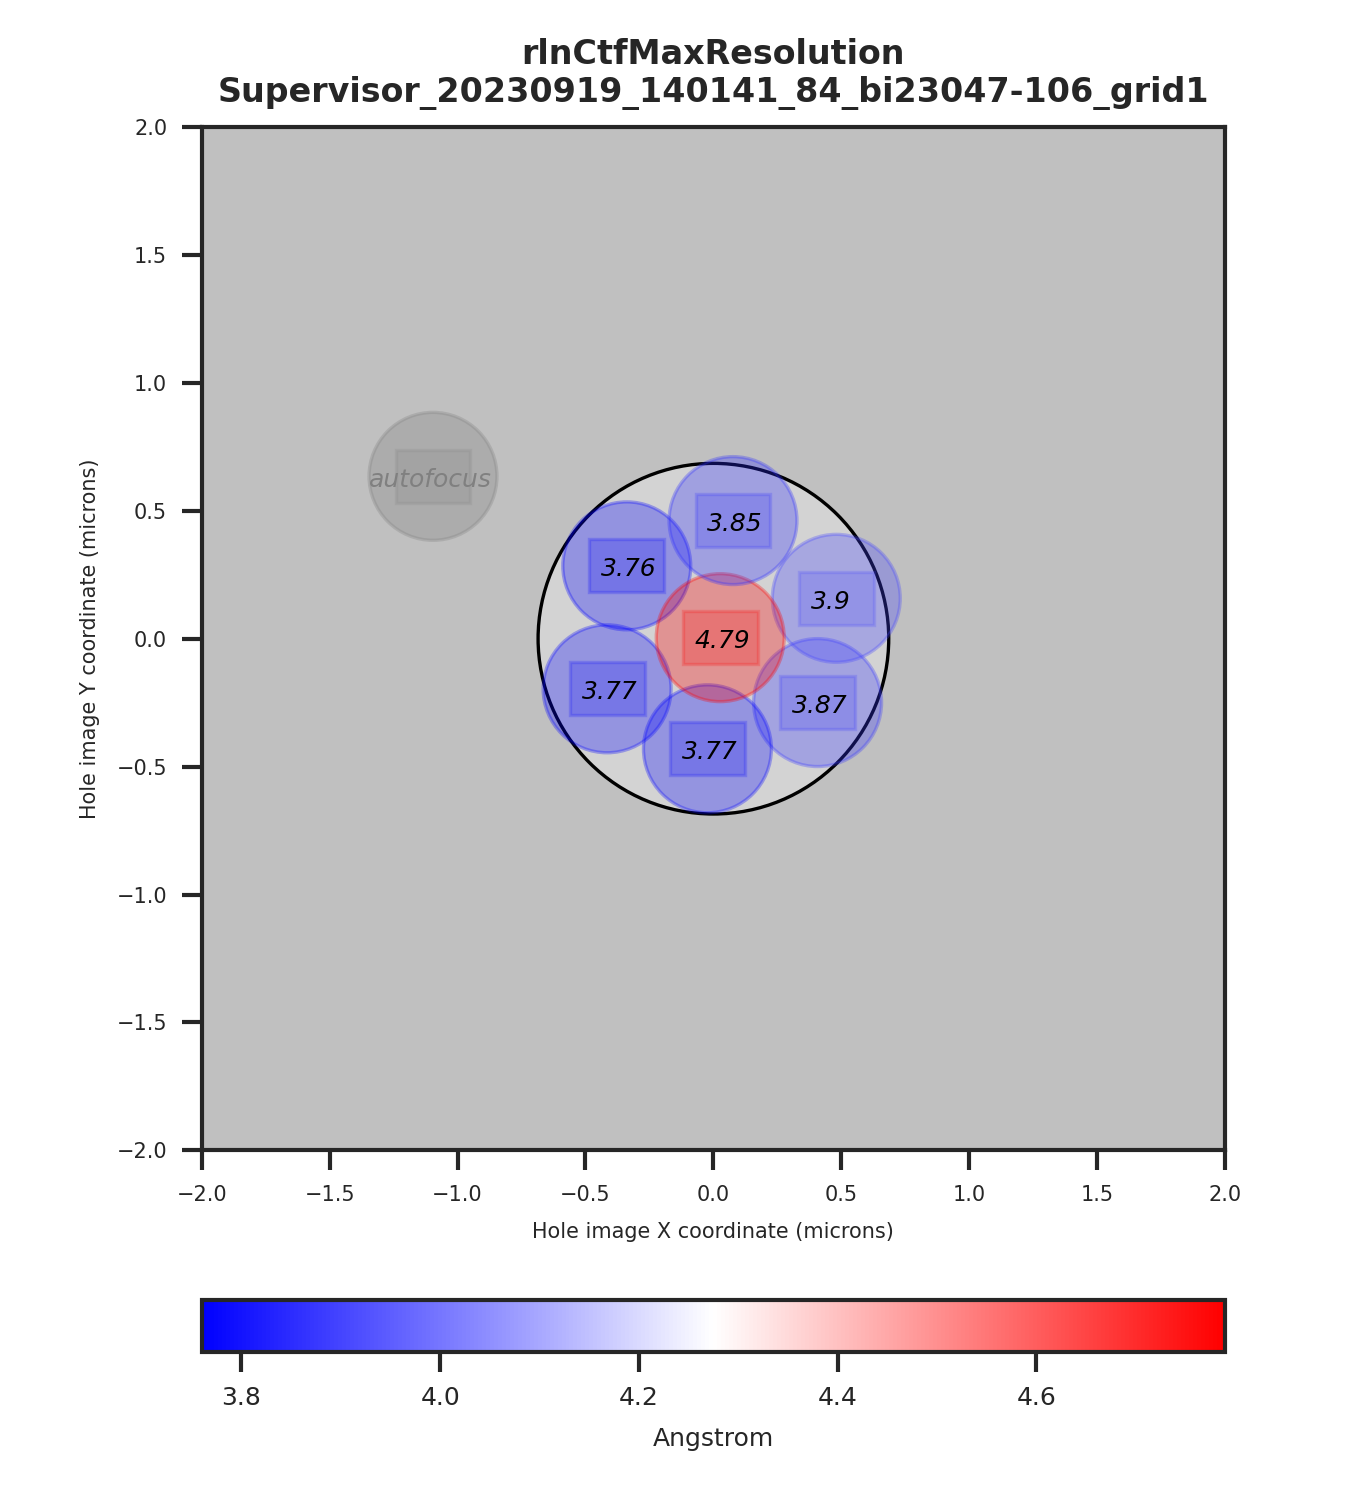 rlnCtfMaxResolution
Supervisor_20230919_140141_84_bi23047-106_grid1
2.0
1.5
1.0
0.5
0.0
−0.5
−1.0
−1.5
−2.0
Hole image Y coordinate (microns)
autofocus
3.85
3.76
3.9
4.79
3.77
3.87
3.77
−2.0 −1.5 −1.0 −0.5 0.0 0.5 1.0 1.5 2.0
Hole image X coordinate (microns)
3.8 4.0 4.2 4.4 4.6
Angstrom